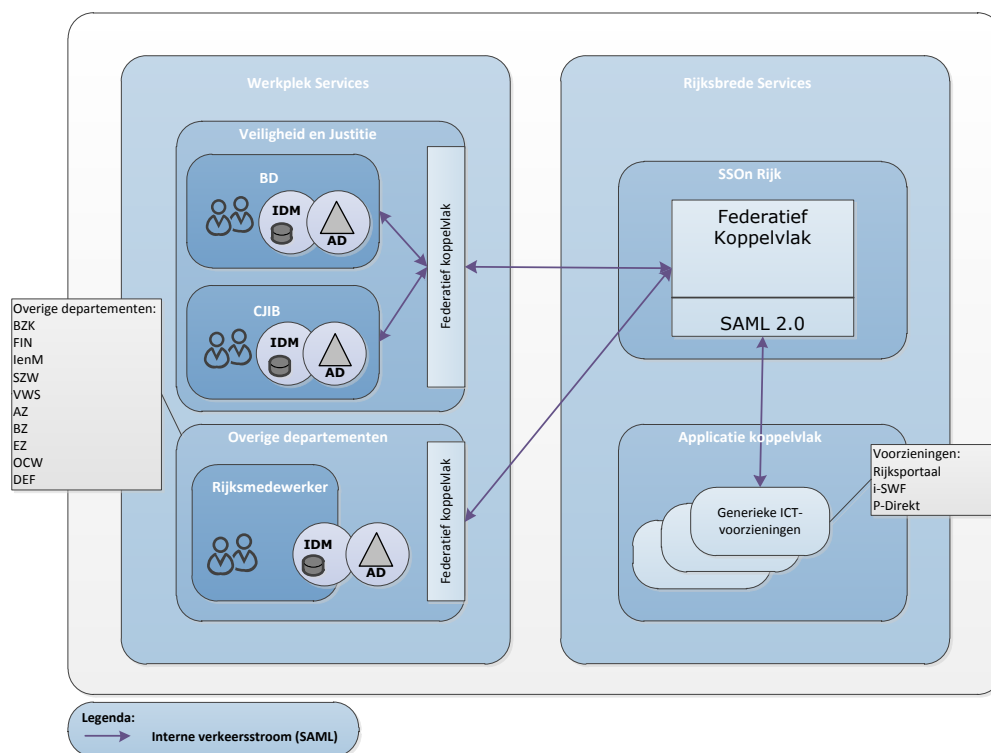 Werkplek Services
Veiligheid en Justitie
BD
IDM
AD
CJIB
IDM
AD
Federatief koppelvlak
Overige departementen:
BZK
FIN
IenM
SZW
VWS
AZ
BZ
EZ
OCW
DEF
Overige departementen
Rijksmedewerker
IDM
AD
Federatief koppelvlak
Rijksbrede Services
SSOn Rijk
Federatief
Koppelvlak
SAML 2.0
Applicatie koppelvlak
Generieke ICT-
voorzieningen
Voorzieningen:
Rijksportaal
i-SWF
P-Direkt
Legenda:
Interne verkeersstroom (SAML)